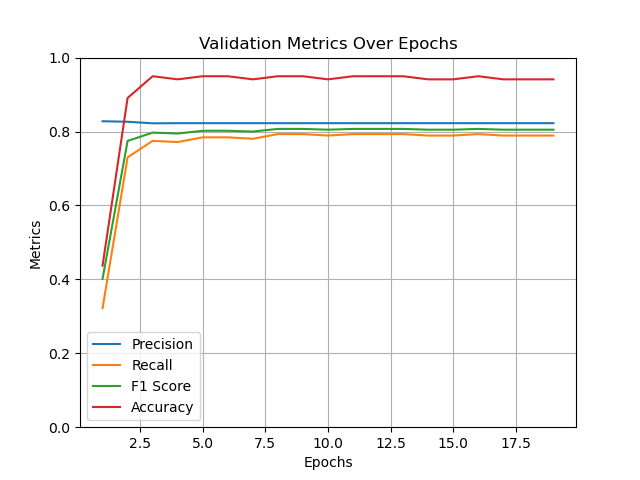 Validation Metrics Over Epochs
1.0
0.8
0.6
0.4
0.2
0.0
Metrics
Precision
Recall
F1 Score
Accuracy
2.5 5.0 7.5 10.0 12.5 15.0 17.5
Epochs